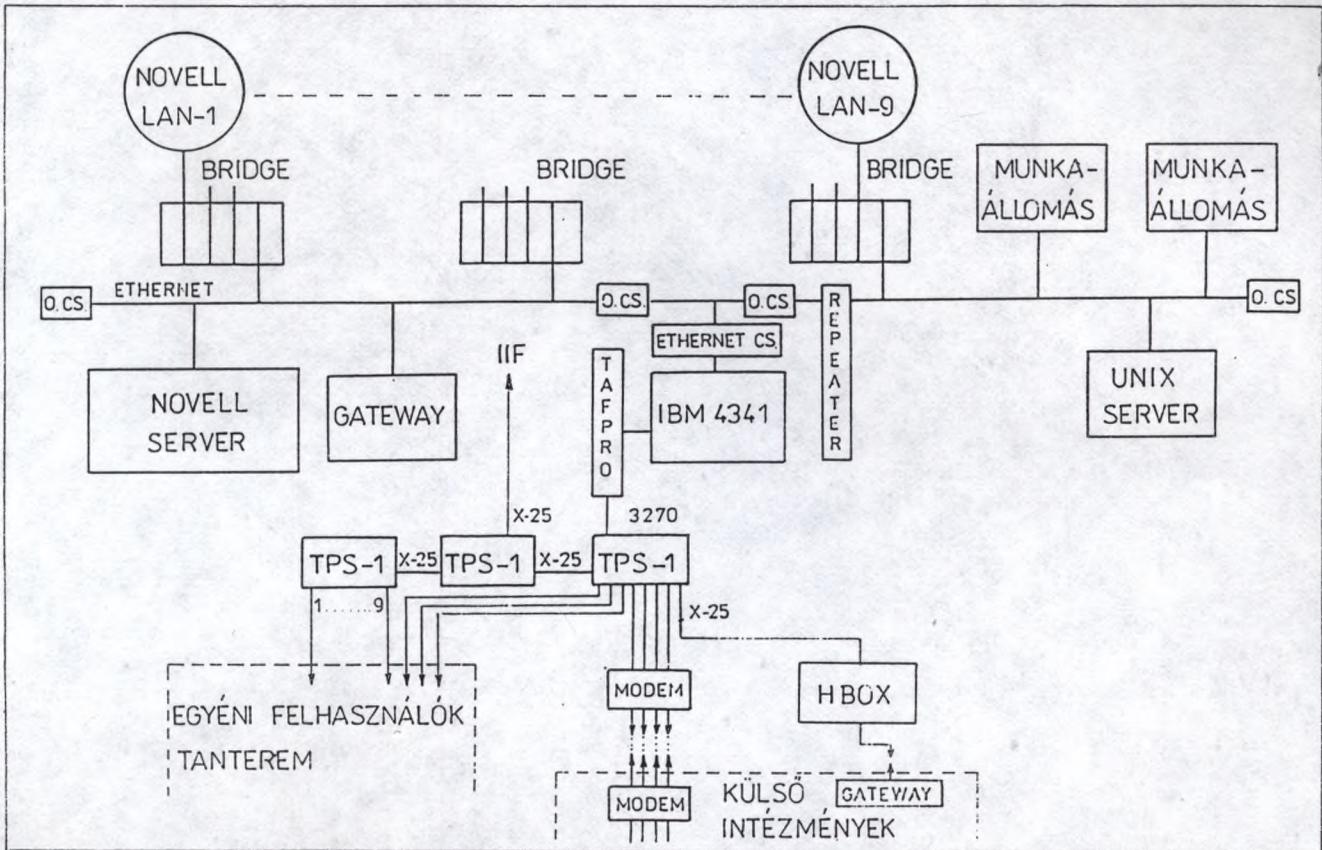 NOVELL
LAN-1
NOVELL
LAN-9
BRIDGE
BRIDGE
BRIDGE
MUNKA-
ÁLLOMÁS
MUNKA-
ÁLLOMÁS
O.CS
ETHERNET
O.CS.
O.CS
O.CS
REPEATER
ETHERNET CS.
IIF
TAFPRO
NOVELL
SERVER
GATEWAY
IBM 4341
UNIX
SERVER
X-25
3270
TPS-1
X-25
TPS-1
X-25
TPS-1
1.......9
X-25
MODEM
H BOX
EGYÉNI FELHASZNÁLÓK
TANTEREM
MODEM
KÜLSŐ
INTÉZMÉNYEK
GATEWAY